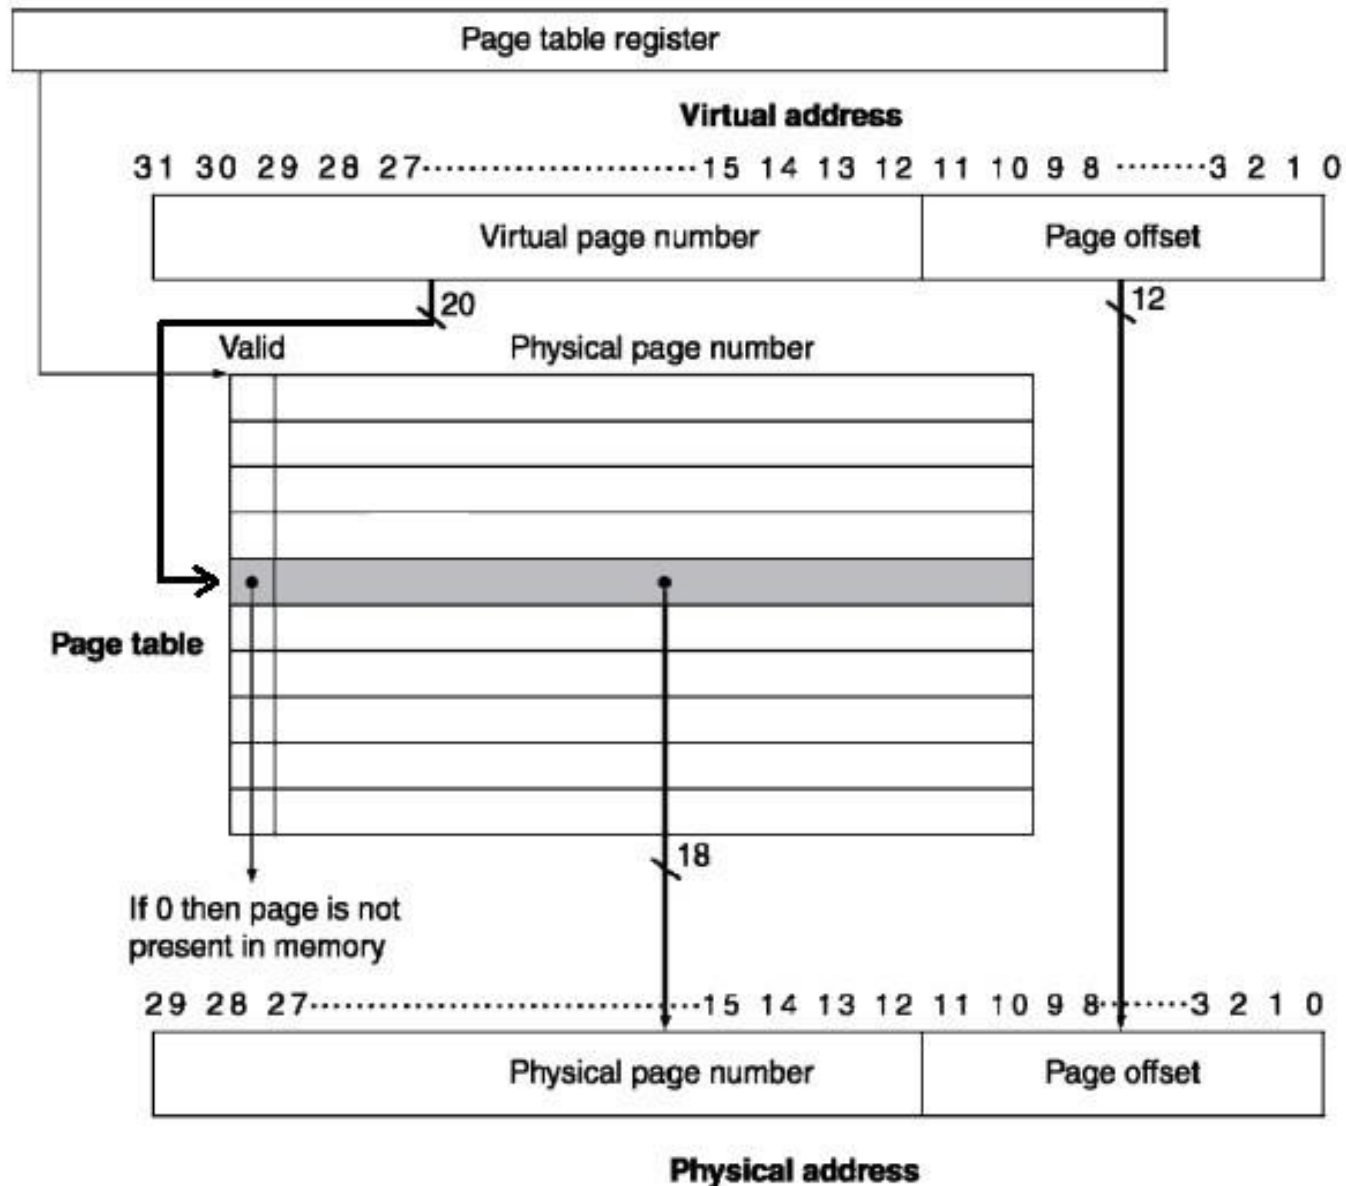 Page table register
Virtual address
31 30 29 28 27........................15 14 13 12 11 10 9 8 ........3 2 1 0
Virtual page number Page offset
20 12
Valid Physical page number
Page table
18
If 0 then page is not
present in memory
29 28 27..................................15 14 13 12 11 10 9 8........3 2 1 0
Physical page number Page offset
Physical address